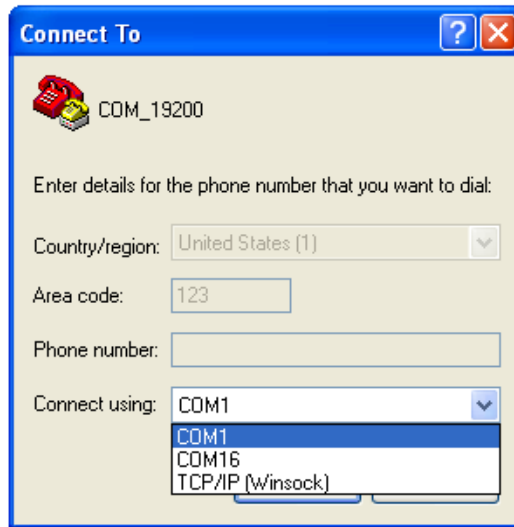 Connect To
COM_19200
Enter details for the phone number that you want to dial:
Country/region: United States (1)
Area code: 123
Phone number:
Connect using: COM1
COM1
COM16
TCP/IP (Winsock)